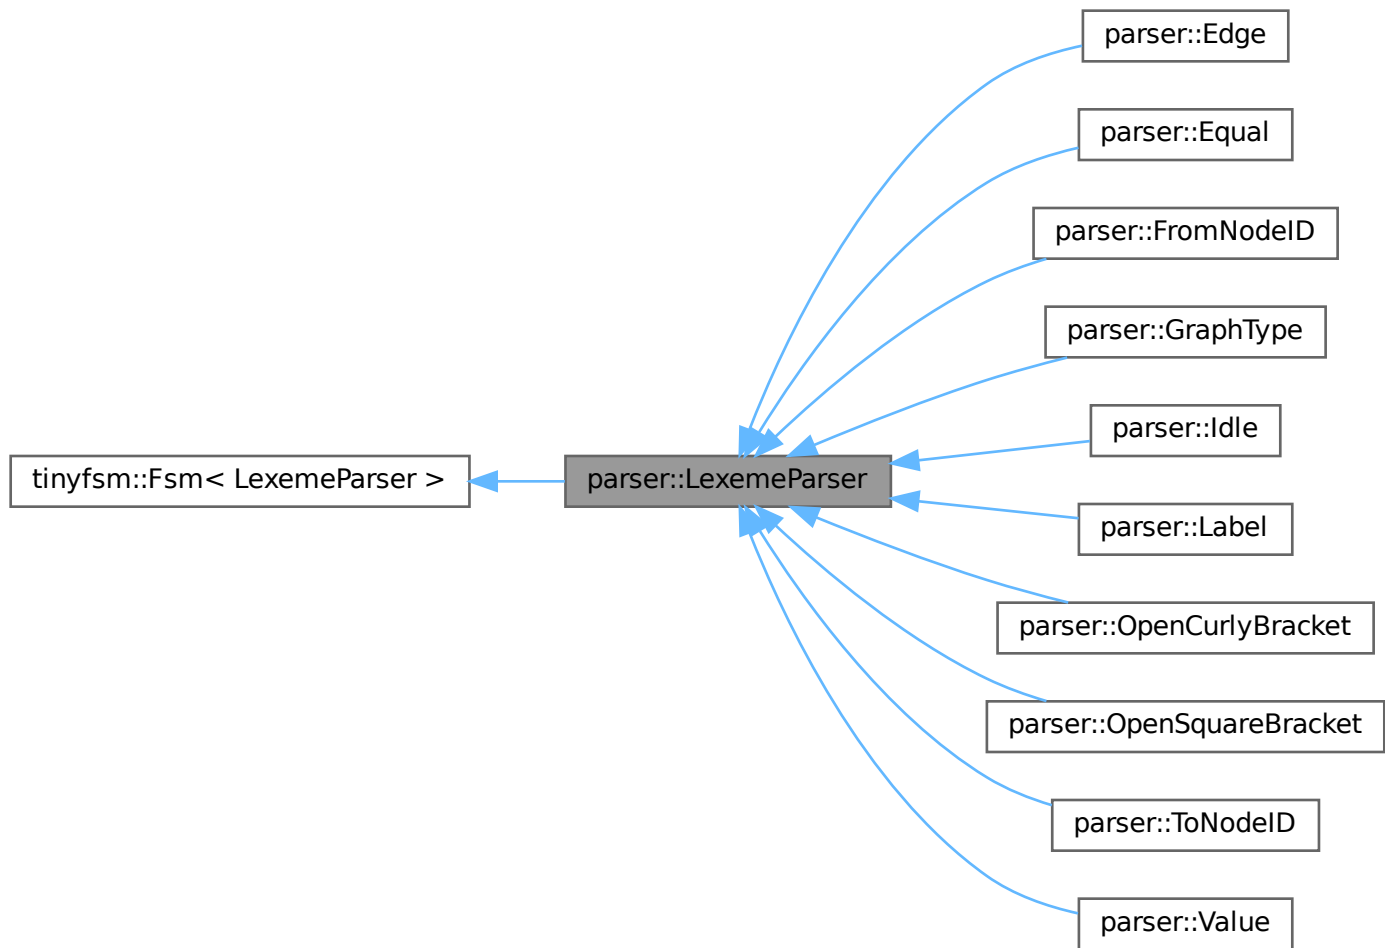 parser::Edge
parser::Equal
parser::FromNodeID
parser::GraphType
parser::Idle
tinyfsm::Fsm< LexemeParser >
parser::LexemeParser
parser::Label
parser::OpenCurlyBracket
parser::OpenSquareBracket
parser::ToNodeID
parser::Value